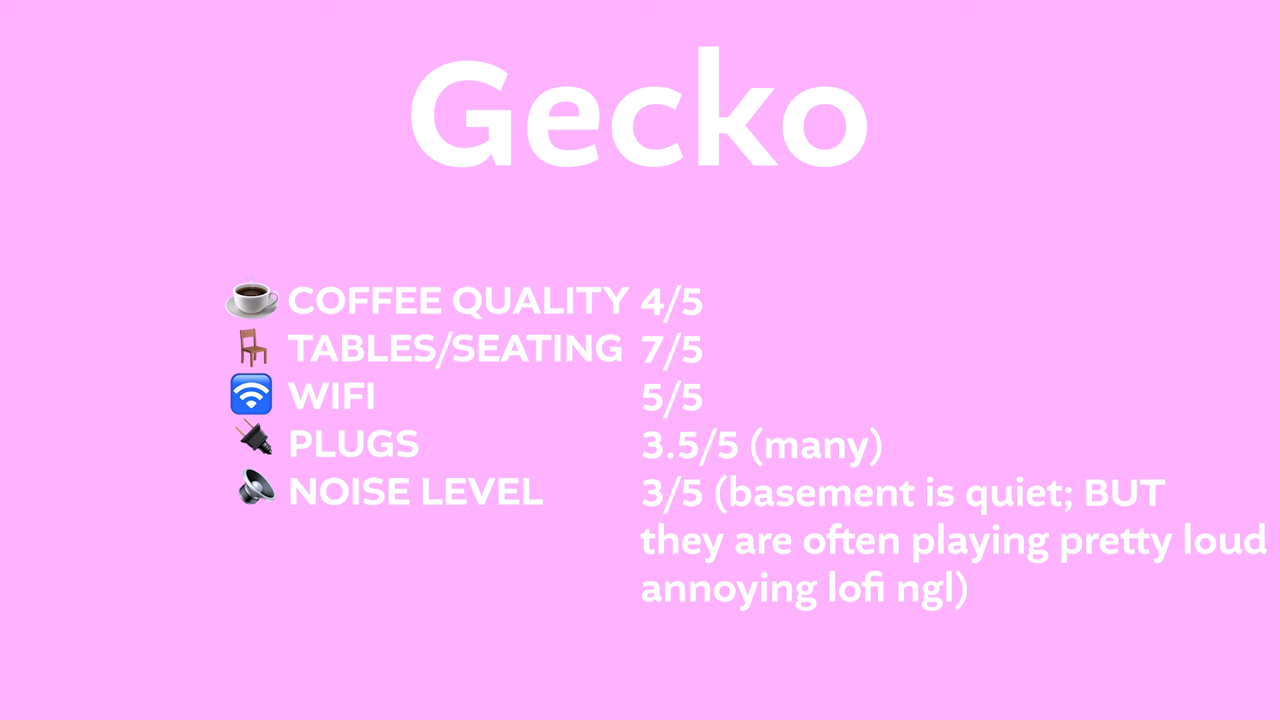 Gecko
☕ COFFEE QUALITY 4/5
🪑 TABLES/SEATING 7/5
🛜 WIFI 5/5
🔌 PLUGS 3.5/5 (many)
🔊 NOISE LEVEL 3/5 (basement is quiet; BUT
they are often playing pretty loud
annoying lofi ngl)